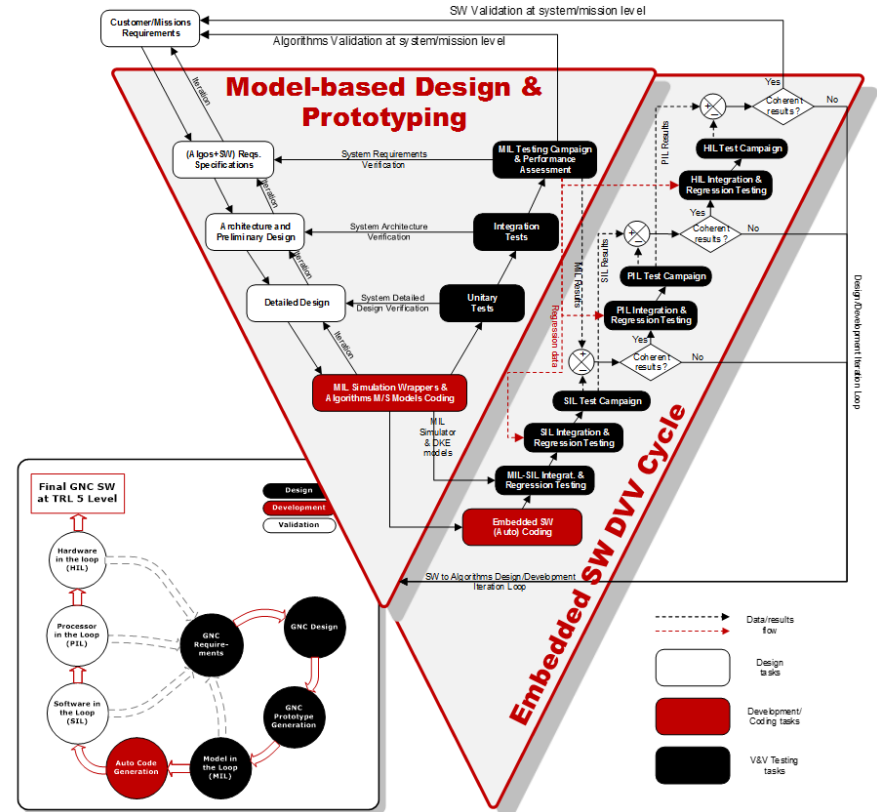 Customer/Missions
Requirements
SW Validation at system/mission level
Algorithms Validation at system/mission level
Model-based Design &
Prototyping
Iteration
(Algos+SW) Reqs.
Specifications
System Requirements
Verification
MIL Testing Campaign
& Performance
Assessment
Iteration
Architecture and
Preliminary Design
System Architecture
Verification
Integration
Tests
Iteration
Detailed Design
System Detailed
Design Verification
Unitary
Tests
Iteration
MIL Simulation Wrappers &
Algorithms M/S Models Coding
MIL
Simulator
& DKE
models
Yes
Coherent
results ?
No
PIL Results
HIL Test Campaign
HIL Integration &
Regression Testing
Yes
Coherent
results ?
No
SIL Results
MIL Results
PIL Test Campaign
PIL Integration &
Regression Testing
Regression data
Yes
Coherent
results ?
No
SIL Test Campaign
SIL Integration &
Regression Testing
MIL-SIL Integrat. &
Regression Testing
Embedded SW
(Auto) Coding
Design/Development Iteration Loop
SW to Algorithms Design/Development
Iteration Loop
Embedded SW DVV Cycle
Final GNC SW
at TRL 5 Level
Design
Development
Validation
Hardware
in the loop
(HIL)
Processor
in the Loop
(PIL)
Software in
the Loop
(SIL)
Auto Code
Generation
Model in
the Loop
(MIL)
GNC
Prototype
Generation
GNC Design
GNC
Require-
ments
Data/results
flow
Design
tasks
Development/
Coding tasks
V&V Testing
tasks